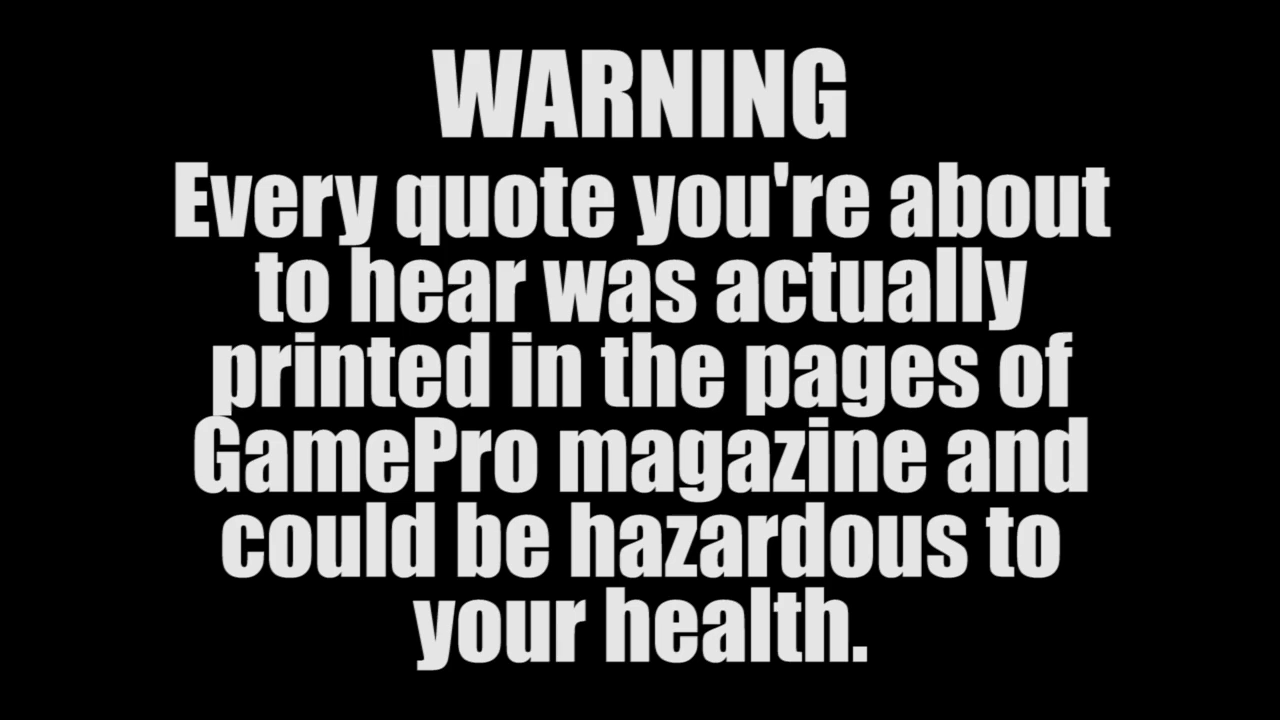 WARNING
Every quote you're about
to hear was actually
printed in the pages of
GamePro magazine and
could be hazardous to
your health.